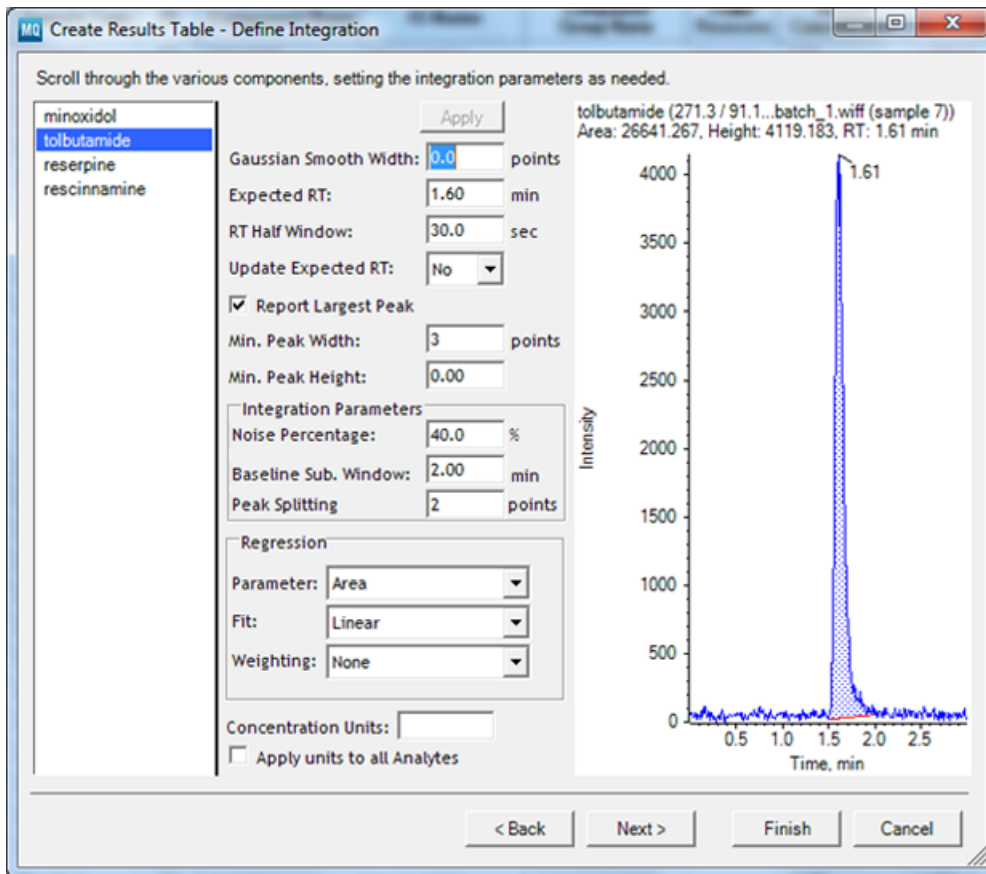 MQ Create Results Table - Define Integration
Scroll through the various components, setting the integration parameters as needed.
minoxidol
tolbutamide
reserpine
rescinnamine
Apply
Gaussian Smooth Width: 0.0 points
Expected RT: 1.60 min
RT Half Window: 30.0 sec
Update Expected RT: No
Report Largest Peak
Min. Peak Width: 3 points
Min. Peak Height: 0.00
Integration Parameters
Noise Percentage: 40.0 %
Baseline Sub. Window: 2.00 min
Peak Splitting 2 points
Regression
Parameter: Area
Fit: Linear
Weighting: None
Concentration Units:
Apply units to all Analytes
tolbutamide (271.3 / 91.1...batch_1.wiff (sample 7))
Area: 26641.267, Height: 4119.183, RT: 1.61 min
1.61
4000
3500
3000
2500
2000
1500
1000
500
0
Intensity
0.5 1.0 1.5 2.0 2.5
Time, min
< Back Next > Finish Cancel